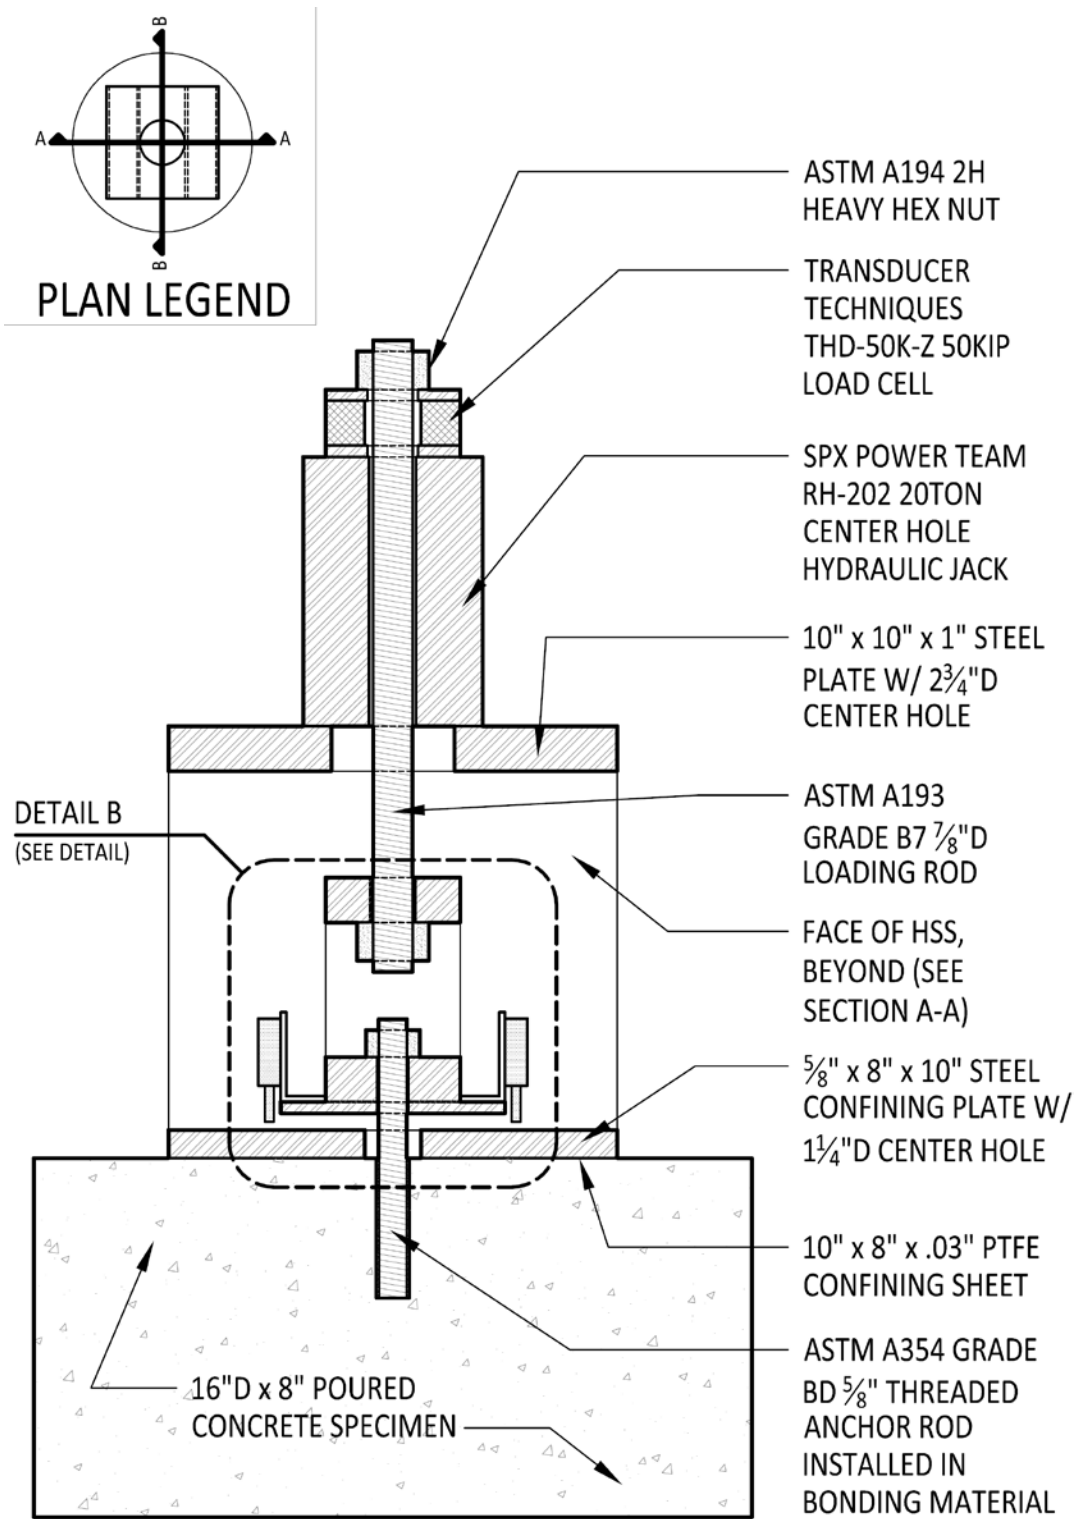 B
A
A
B
PLAN LEGEND
ASTM A194 2H
HEAVY HEX NUT
TRANSDUCER
TECHNIQUES
THD-50K-Z 50KIP
LOAD CELL
SPX POWER TEAM
RH-202 20TON
CENTER HOLE
HYDRAULIC JACK
10" x 10" x 1" STEEL
PLATE W/ 2¾"D
CENTER HOLE
DETAIL B
(SEE DETAIL)
ASTM A193
GRADE B7 ⅞"D
LOADING ROD
FACE OF HSS,
BEYOND (SEE
SECTION A-A)
⅝" x 8" x 10" STEEL
CONFINING PLATE W/
1¼"D CENTER HOLE
10" x 8" x .03" PTFE
CONFINING SHEET
ASTM A354 GRADE
BD ⅝" THREADED
ANCHOR ROD
INSTALLED IN
BONDING MATERIAL
16"D x 8" POURED
CONCRETE SPECIMEN